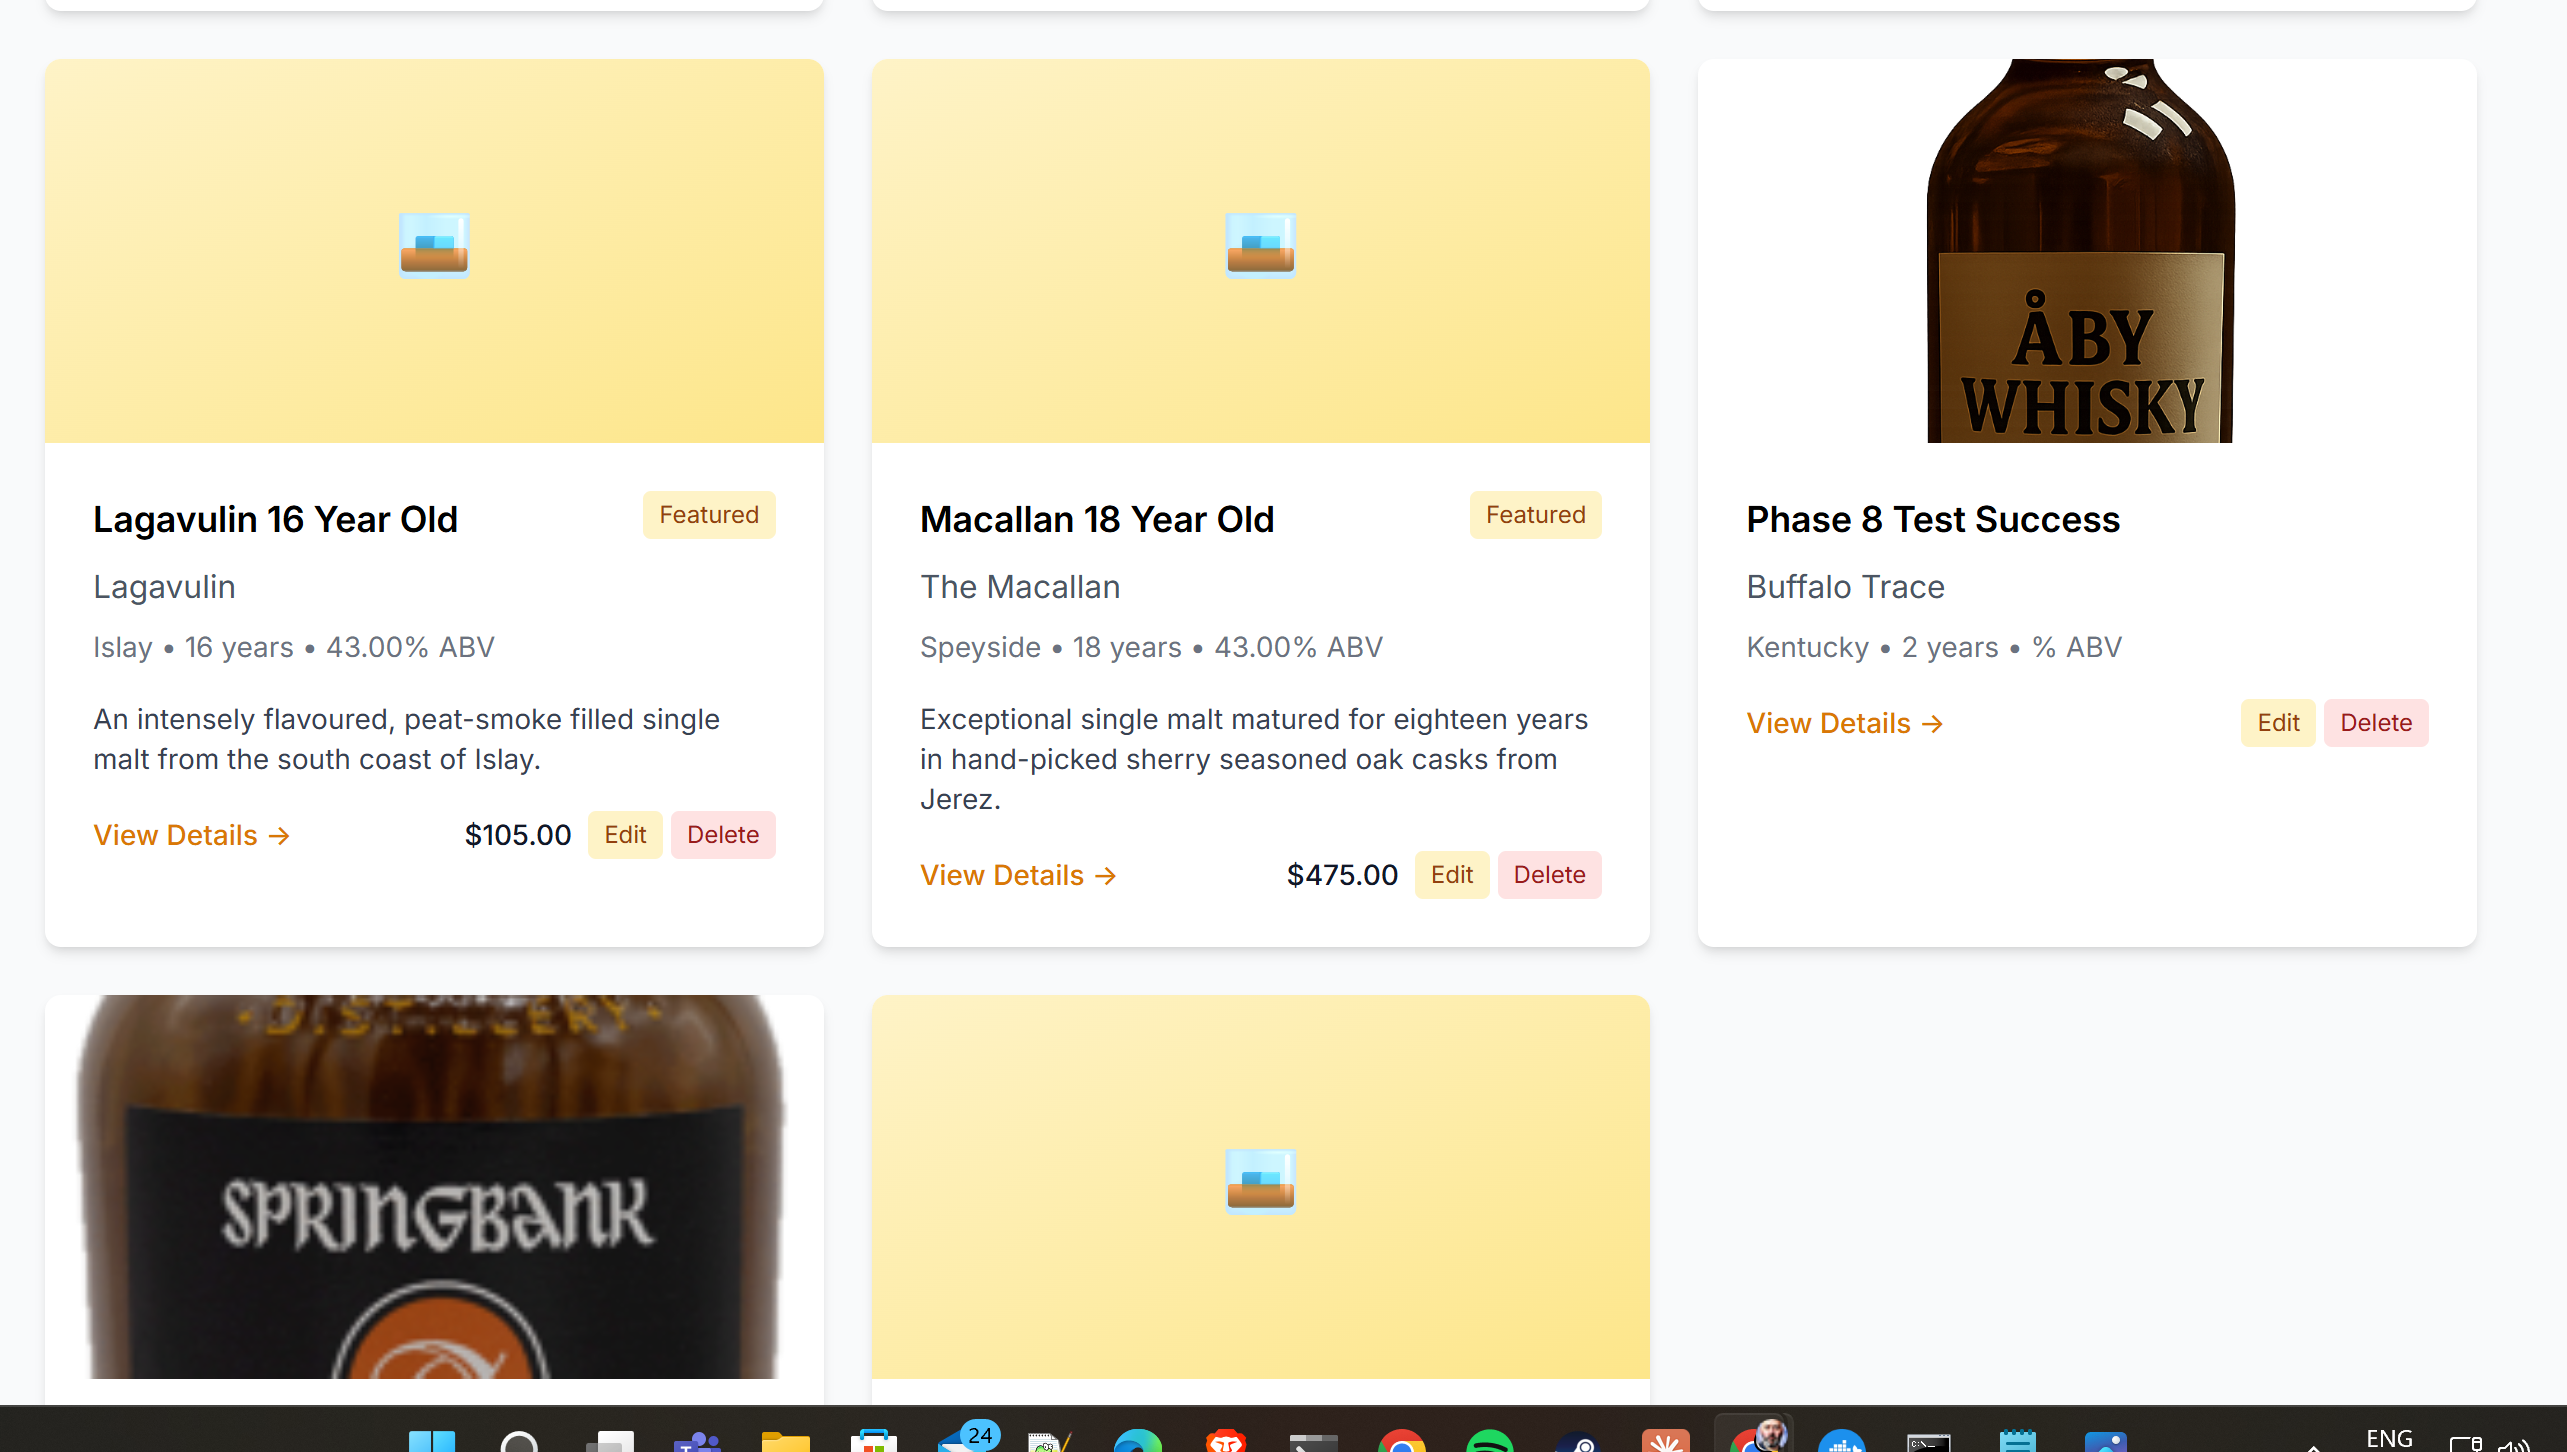 ÅBY
WHISKY
Lagavulin 16 Year Old
Featured
Lagavulin
Islay • 16 years • 43.00% ABV
An intensely flavoured, peat-smoke filled single
malt from the south coast of Islay.
View Details →
$105.00
Edit
Delete
Macallan 18 Year Old
Featured
The Macallan
Speyside • 18 years • 43.00% ABV
Exceptional single malt matured for eighteen years
in hand-picked sherry seasoned oak casks from
Jerez.
View Details →
$475.00
Edit
Delete
Phase 8 Test Success
Buffalo Trace
Kentucky • 2 years • % ABV
View Details →
Edit
Delete
•DISTILLERY•
SPRINGBANK
24
ENG